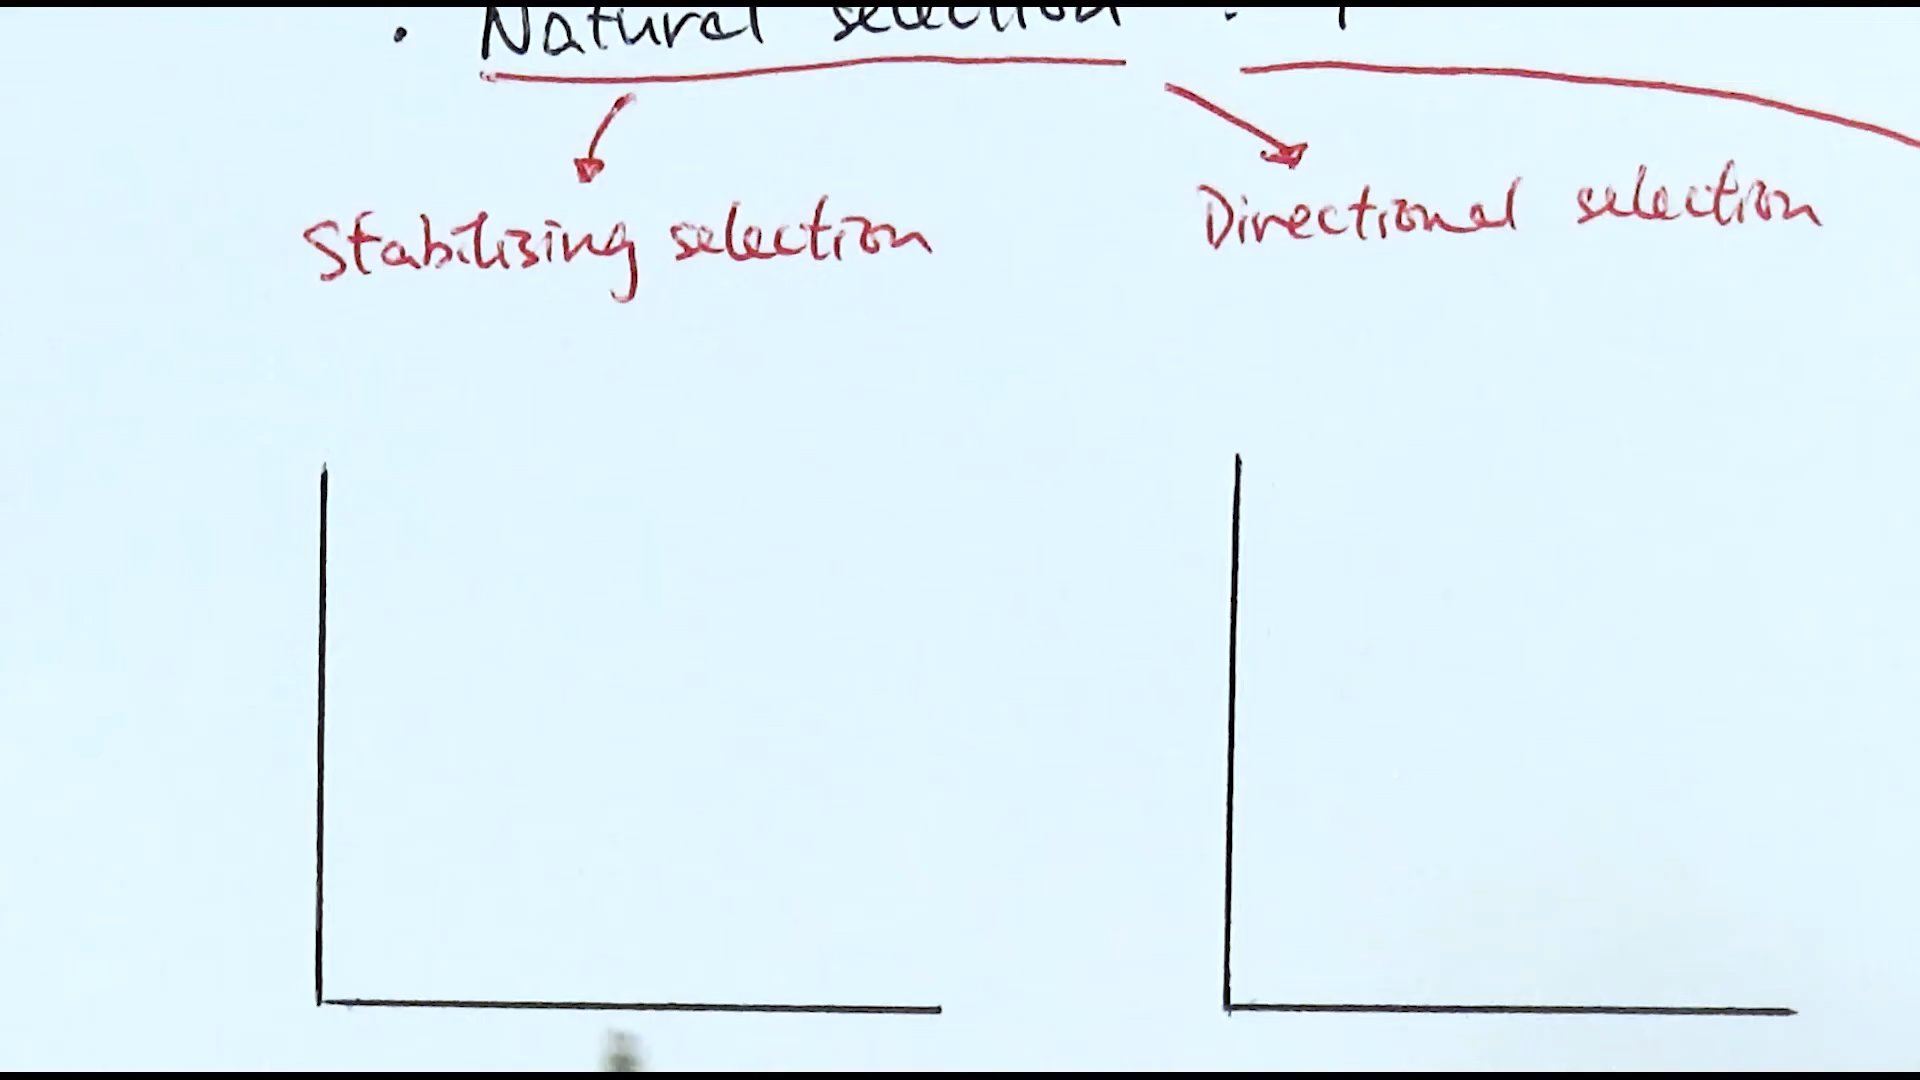 • Natural selection :
Stabilising selection
Directional selection